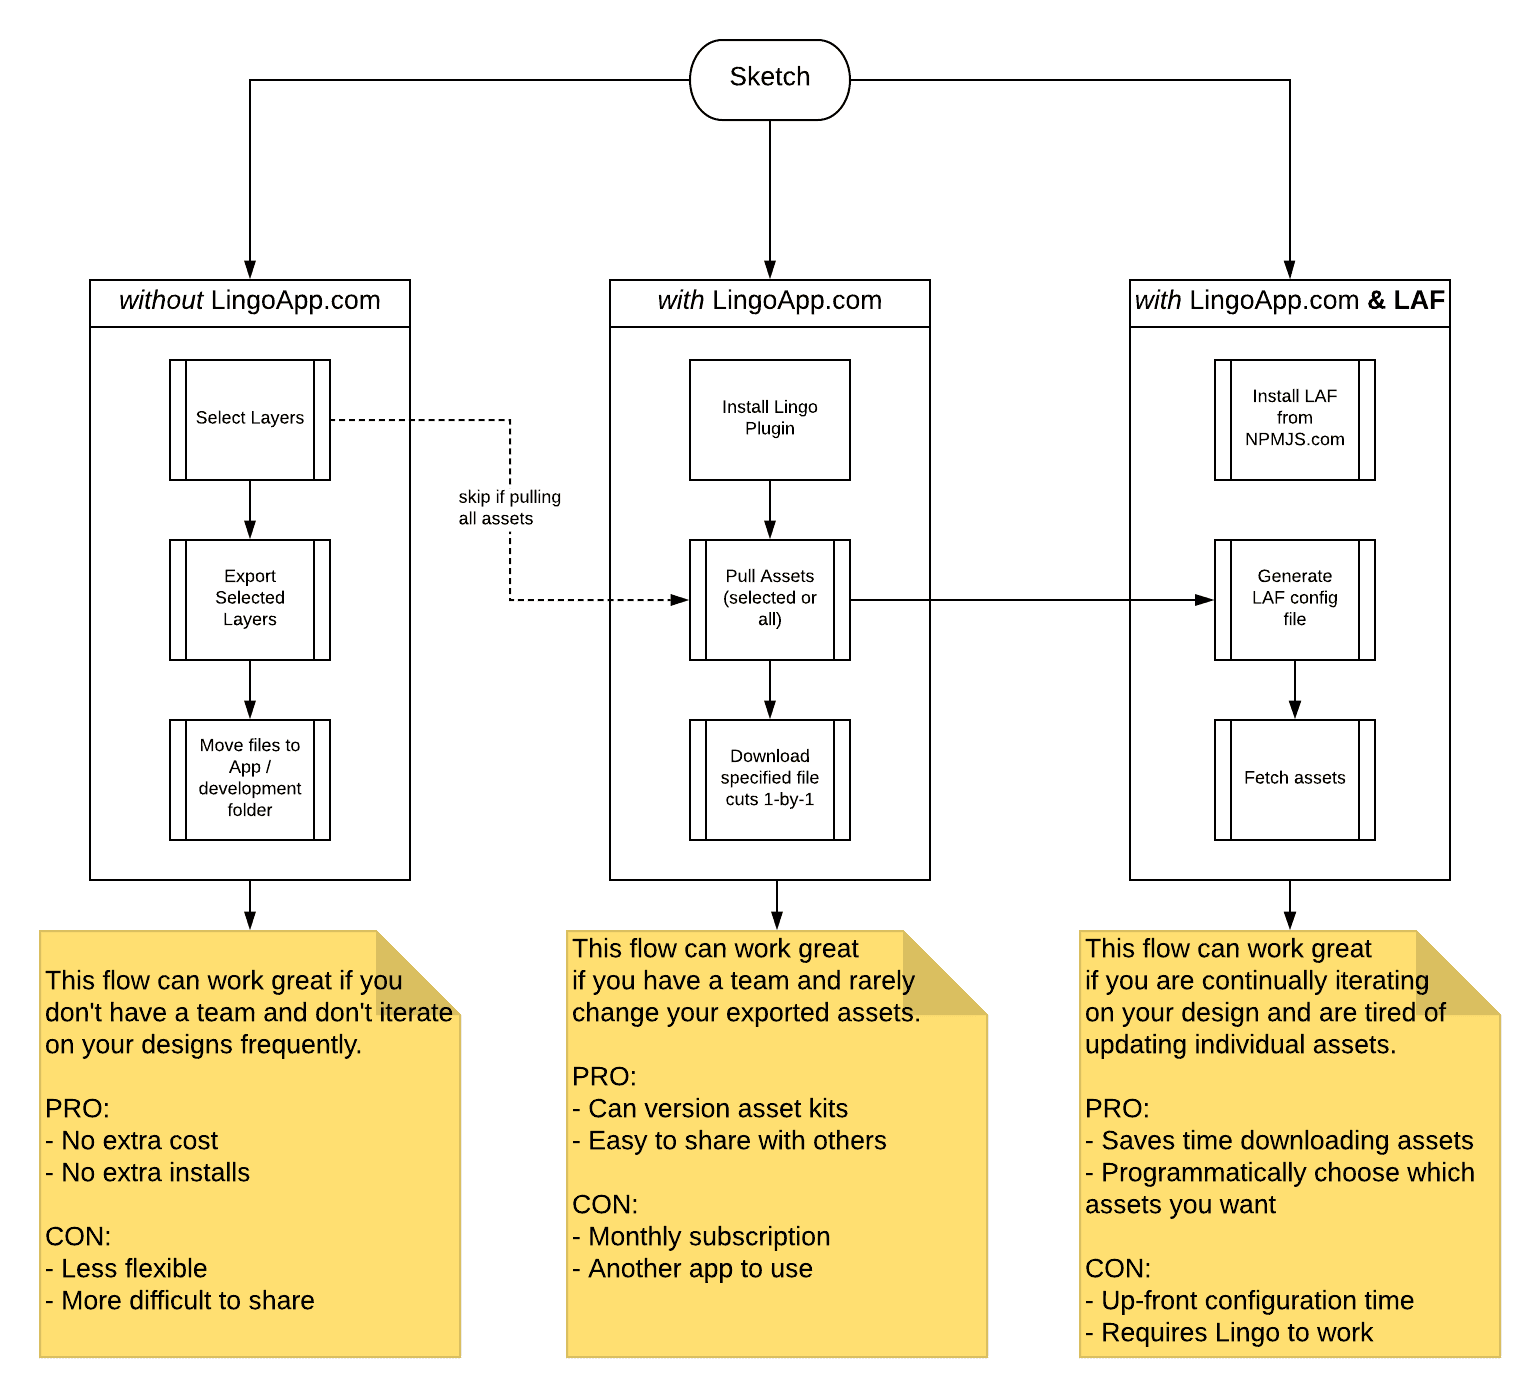 Sketch
without LingoApp.com
Select Layers
Export
Selected
Layers
Move files to
App /
development
folder
skip if pulling
all assets
with LingoApp.com
Install Lingo
Plugin
Pull Assets
(selected or
all)
Download
specified file
cuts 1-by-1
with LingoApp.com & LAF
Install LAF
from
NPMJS.com
Generate
LAF config
file
Fetch assets
This flow can work great if you
don't have a team and don't iterate
on your designs frequently.
PRO:
- No extra cost
- No extra installs
CON:
- Less flexible
- More difficult to share
This flow can work great
if you have a team and rarely
change your exported assets.
PRO:
- Can version asset kits
- Easy to share with others
CON:
- Monthly subscription
- Another app to use
This flow can work great
if you are continually iterating
on your design and are tired of
updating individual assets.
PRO:
- Saves time downloading assets
- Programmatically choose which
assets you want
CON:
- Up-front configuration time
- Requires Lingo to work